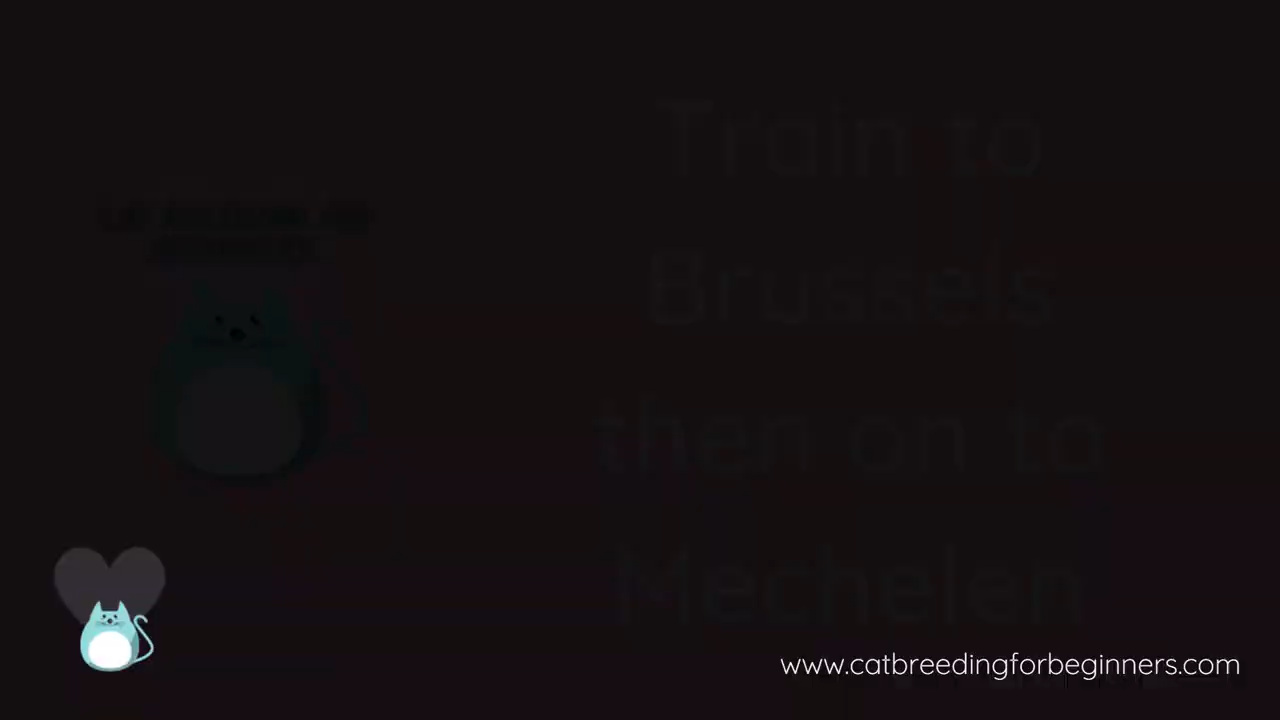 Train to
Brussels
then on to
Mechelen
www.catbreedingforbeginners.com